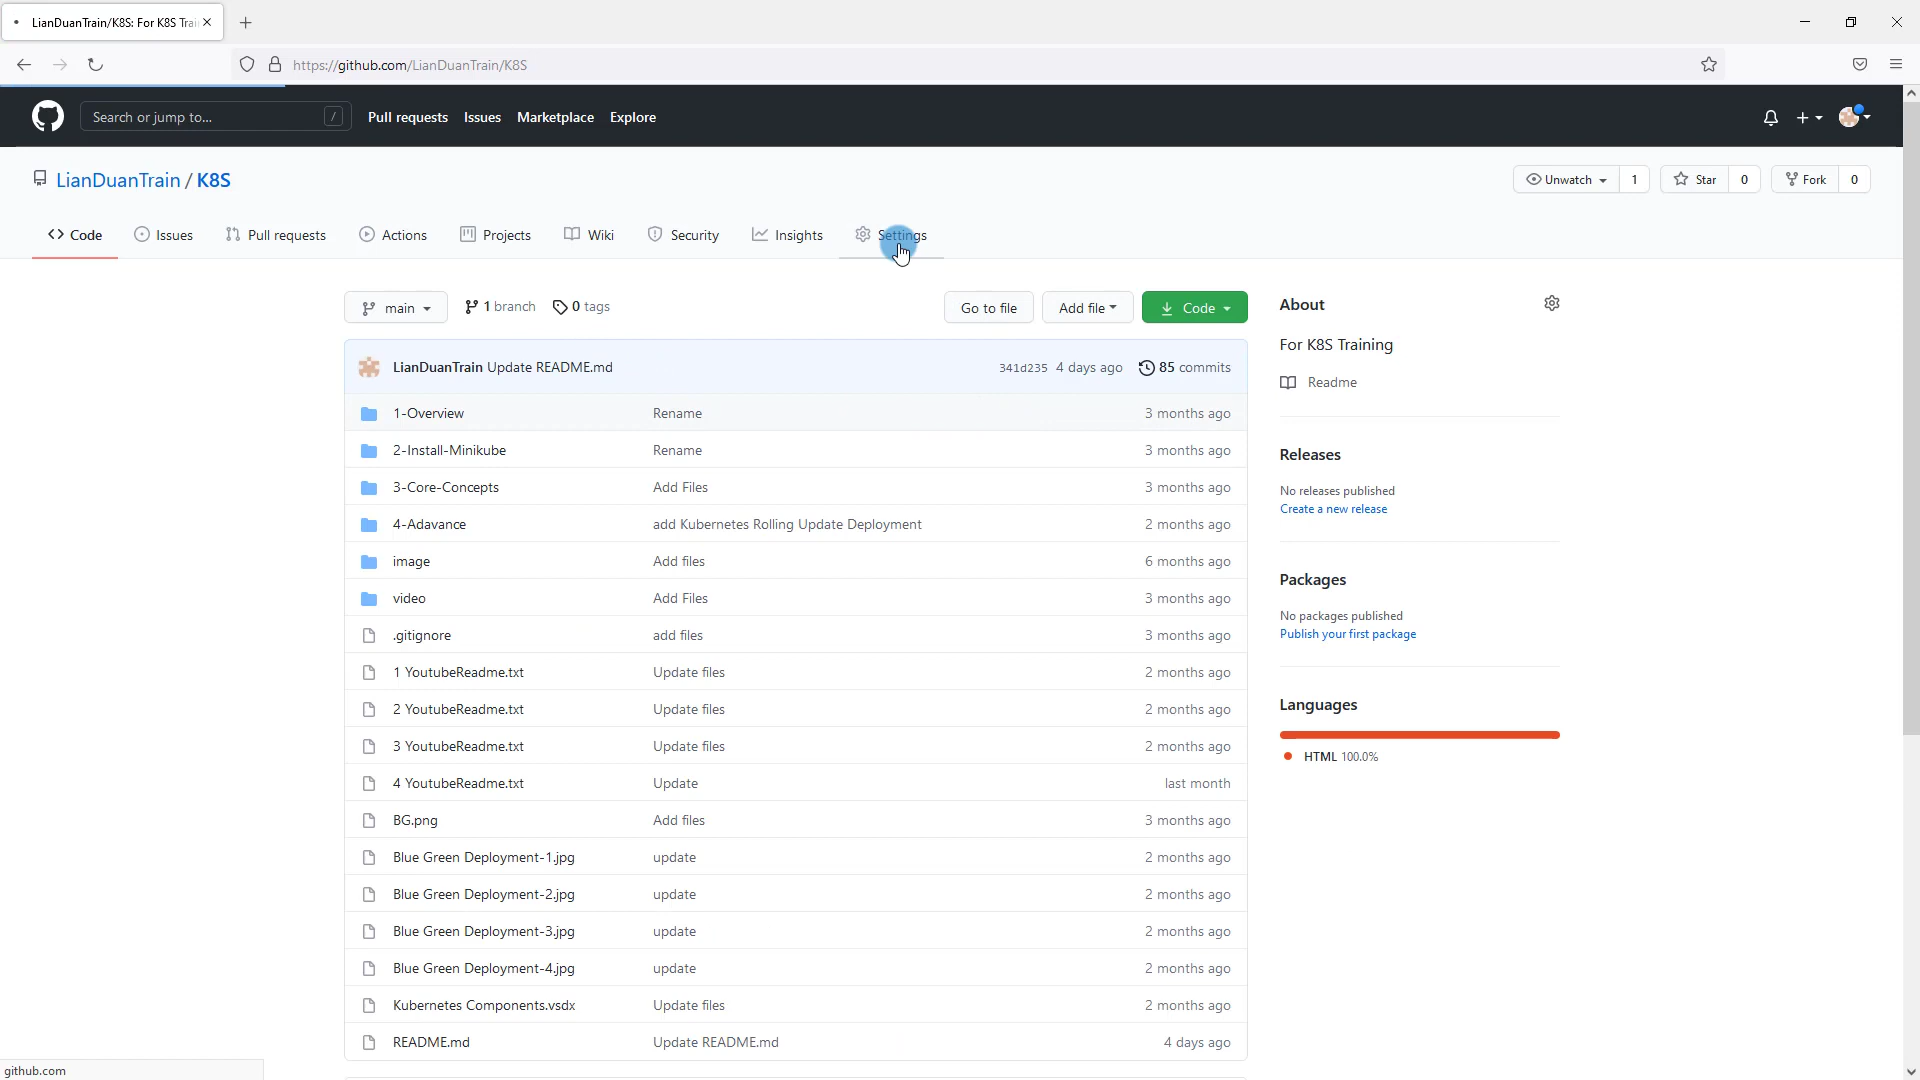 LianDuanTrain/K8S: For K8S Trai
https://github.com/LianDuanTrain/K8S
Search or jump to... / Pull requests Issues Marketplace Explore
LianDuanTrain / K8S Unwatch 1 Star 0 Fork 0
Code Issues Pull requests Actions Projects Wiki Security Insights Settings
main 1 branch 0 tags Go to file Add file Code
LianDuanTrain Update README.md 341d235 4 days ago 85 commits
1-Overview Rename 3 months ago
2-Install-Minikube Rename 3 months ago
3-Core-Concepts Add Files 3 months ago
4-Adavance add Kubernetes Rolling Update Deployment 2 months ago
image Add files 6 months ago
video Add Files 3 months ago
.gitignore add files 3 months ago
1 YoutubeReadme.txt Update files 2 months ago
2 YoutubeReadme.txt Update files 2 months ago
3 YoutubeReadme.txt Update files 2 months ago
4 YoutubeReadme.txt Update last month
BG.png Add files 3 months ago
Blue Green Deployment-1.jpg update 2 months ago
Blue Green Deployment-2.jpg update 2 months ago
Blue Green Deployment-3.jpg update 2 months ago
Blue Green Deployment-4.jpg update 2 months ago
Kubernetes Components.vsdx Update files 2 months ago
README.md Update README.md 4 days ago
About
For K8S Training
Readme
Releases
No releases published
Create a new release
Packages
No packages published
Publish your first package
Languages
HTML 100.0%
github.com